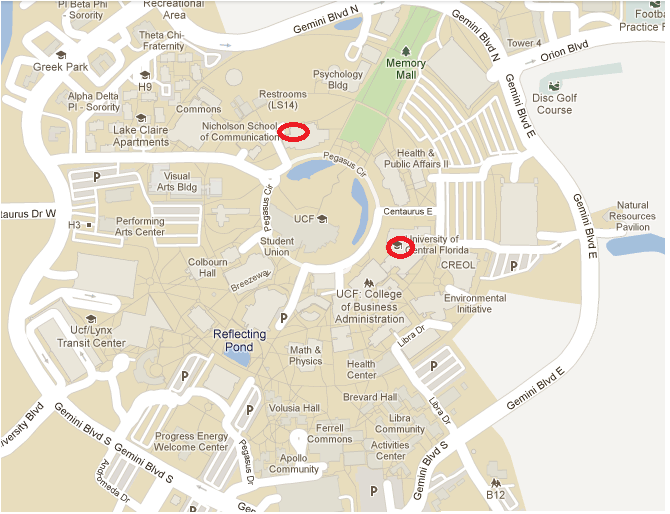 Pi Beta Phi
Sorority
Recreational
Area
Gemini Blvd N
Gemini Blvd N
Footba
Practice F
Theta Chi-
Fraternity
Tower 4
Orion Blvd
Greek Park
Memory
Mall
H9
Psychology
Bldg
Alpha Delta
PI - Sorority
Restrooms
(LS14)
Commons
Disc Golf
Course
Gemini Blvd E
Lake Claire
Apartments
Nicholson School
of Communication
Pegasus Cir
Health &
Public Affairs II
P
Visual
Arts Bldg
Pegasus Cir
Centaurus Dr W
H3
Performing
Arts Center
UCF
Centaurus E
Natural
Resources
Pavilion
Gemini Blvd E
Student
Union
University of
Central Florida
Colbourn
Hall
Breezeway
CREOL
P
UCF: College
of Business
Administration
Environmental
Initiative
P
Ucf/Lynx
Transit Center
Reflecting
Pond
Libra Dr
Math &
Physics
Health
Center
P
P
Gemini Blvd E
Brevard Hall
Libra Dr
niversity Blvd
Gemini Blvd S
Volusia Hall
P
Libra
Community
Ferrell
Commons
Progress Energy
Welcome Center
Activities
Center
Gemini Blvd S
Pegasus Dr
Apollo
Community
Gemini Blvd S
Andromeda Dr
P
B12